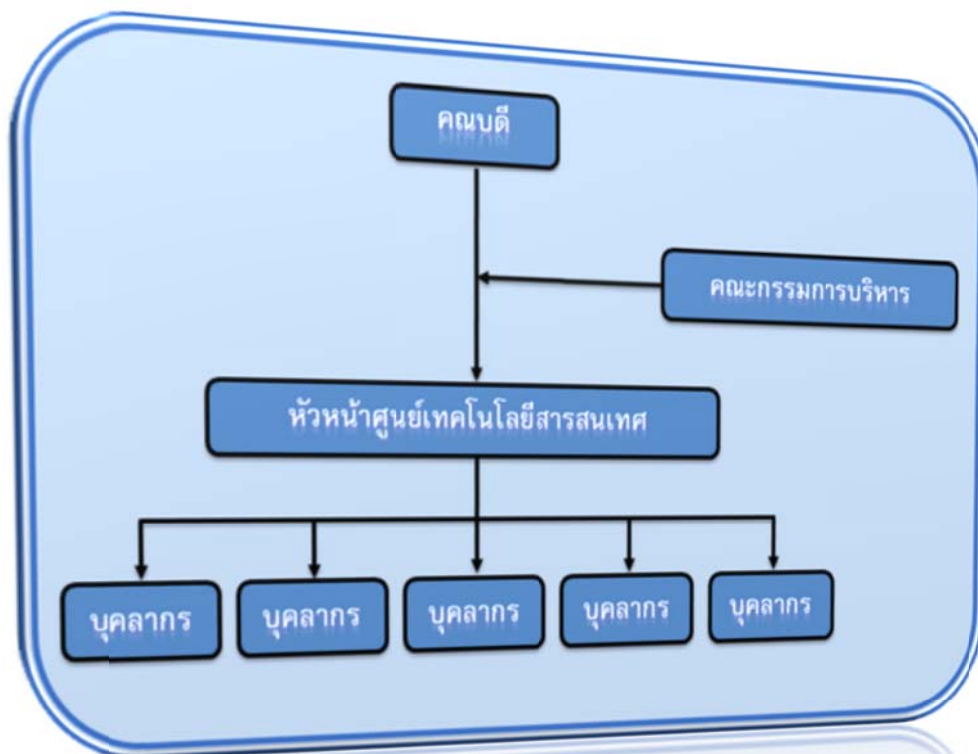 คณบดี
คณะกรรมการบริหาร
หัวหน้าศูนย์เทคโนโลยีสารสนเทศ
บุคลากร
บุคลากร
บุคลากร
บุคลากร
บุคลากร